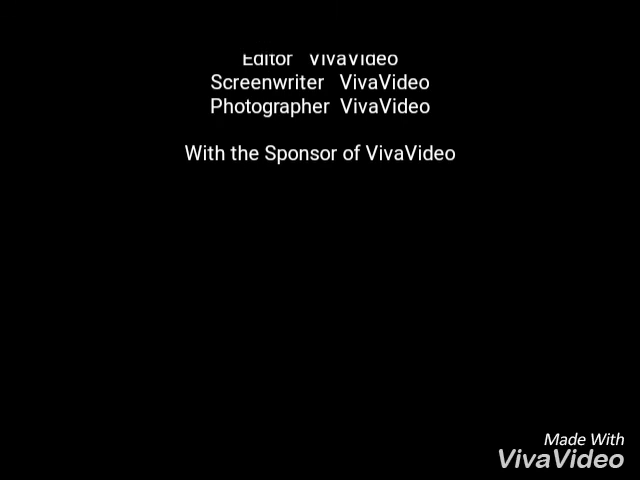 Editor VivaVideo
Screenwriter VivaVideo
Photographer VivaVideo
With the Sponsor of VivaVideo
Made With
VivaVideo